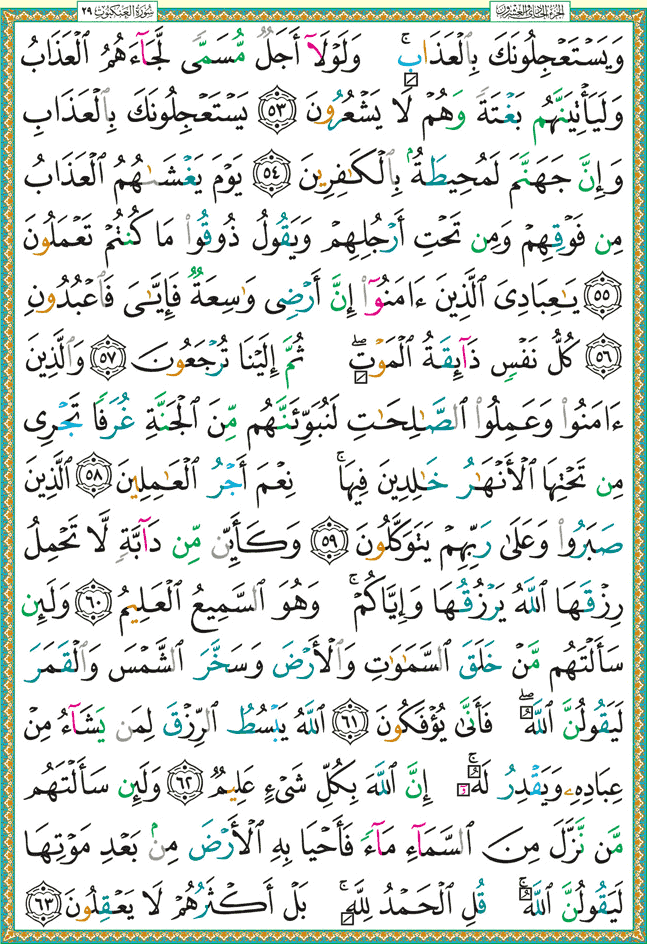 الجزء الحادي والعشرون سورة العنكبوت ٢٩
وَيَسْتَعْجِلُونَكَ بِٱلْعَذَابِ ۚ وَلَوْلَآ أَجَلٌ مُّسَمًّى لَّجَآءَهُمُ ٱلْعَذَابُ
وَلَيَأْتِيَنَّهُم بَغْتَةً وَهُمْ لَا يَشْعُرُونَ ٥٣ يَسْتَعْجِلُونَكَ بِٱلْعَذَابِ
وَإِنَّ جَهَنَّمَ لَمُحِيطَةٌۢ بِٱلْكَٰفِرِينَ ٥٤ يَوْمَ يَغْشَىٰهُمُ ٱلْعَذَابُ
مِن فَوْقِهِمْ وَمِن تَحْتِ أَرْجُلِهِمْ وَيَقُولُ ذُوقُوا۟ مَا كُنتُمْ تَعْمَلُونَ
٥٥ يَٰعِبَادِىَ ٱلَّذِينَ ءَامَنُوٓا۟ إِنَّ أَرْضِى وَٰسِعَةٌ فَإِيَّٰىَ فَٱعْبُدُونِ
٥٦ كُلُّ نَفْسٍ ذَآئِقَةُ ٱلْمَوْتِ ۖ ثُمَّ إِلَيْنَا تُرْجَعُونَ ٥٧ وَٱلَّذِينَ
ءَامَنُوا۟ وَعَمِلُوا۟ ٱلصَّٰلِحَٰتِ لَنُبَوِّئَنَّهُم مِّنَ ٱلْجَنَّةِ غُرَفًا تَجْرِى
مِن تَحْتِهَا ٱلْأَنْهَٰرُ خَٰلِدِينَ فِيهَا ۚ نِعْمَ أَجْرُ ٱلْعَٰمِلِينَ ٥٨ ٱلَّذِينَ
صَبَرُوا۟ وَعَلَىٰ رَبِّهِمْ يَتَوَكَّلُونَ ٥٩ وَكَأَيِّن مِّن دَآبَّةٍ لَّا تَحْمِلُ
رِزْقَهَا ٱللَّهُ يَرْزُقُهَا وَإِيَّاكُمْ ۚ وَهُوَ ٱلسَّمِيعُ ٱلْعَلِيمُ ٦٠ وَلَئِن
سَأَلْتَهُم مَّنْ خَلَقَ ٱلسَّمَٰوَٰتِ وَٱلْأَرْضَ وَسَخَّرَ ٱلشَّمْسَ وَٱلْقَمَرَ
لَيَقُولُنَّ ٱللَّهُ ۖ فَأَنَّىٰ يُؤْفَكُونَ ٦١ ٱللَّهُ يَبْسُطُ ٱلرِّزْقَ لِمَن يَشَآءُ مِنْ
عِبَادِهِۦ وَيَقْدِرُ لَهُۥٓ ۚ إِنَّ ٱللَّهَ بِكُلِّ شَىْءٍ عَلِيمٌ ٦٢ وَلَئِن سَأَلْتَهُم
مَّن نَّزَّلَ مِنَ ٱلسَّمَآءِ مَآءً فَأَحْيَا بِهِ ٱلْأَرْضَ مِنۢ بَعْدِ مَوْتِهَا
لَيَقُولُنَّ ٱللَّهُ ۚ قُلِ ٱلْحَمْدُ لِلَّهِ ۚ بَلْ أَكْثَرُهُمْ لَا يَعْقِلُونَ ٦٣